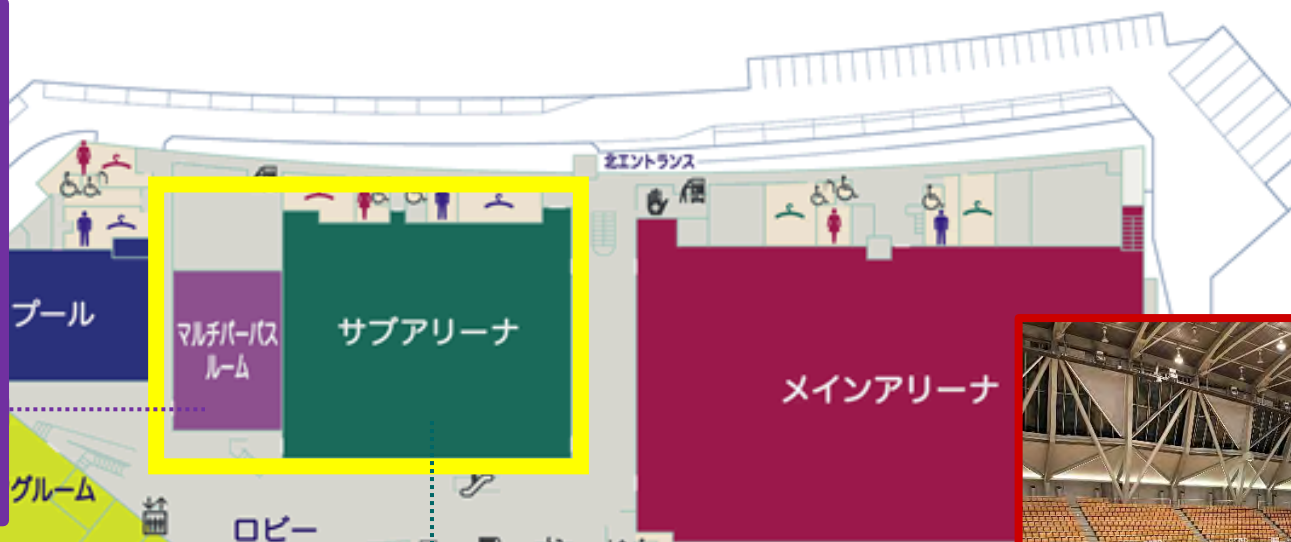 北エントランス
プール
マルチパーパス
ルーム
サブアリーナ
メインアリーナ
グルーム
ロビー